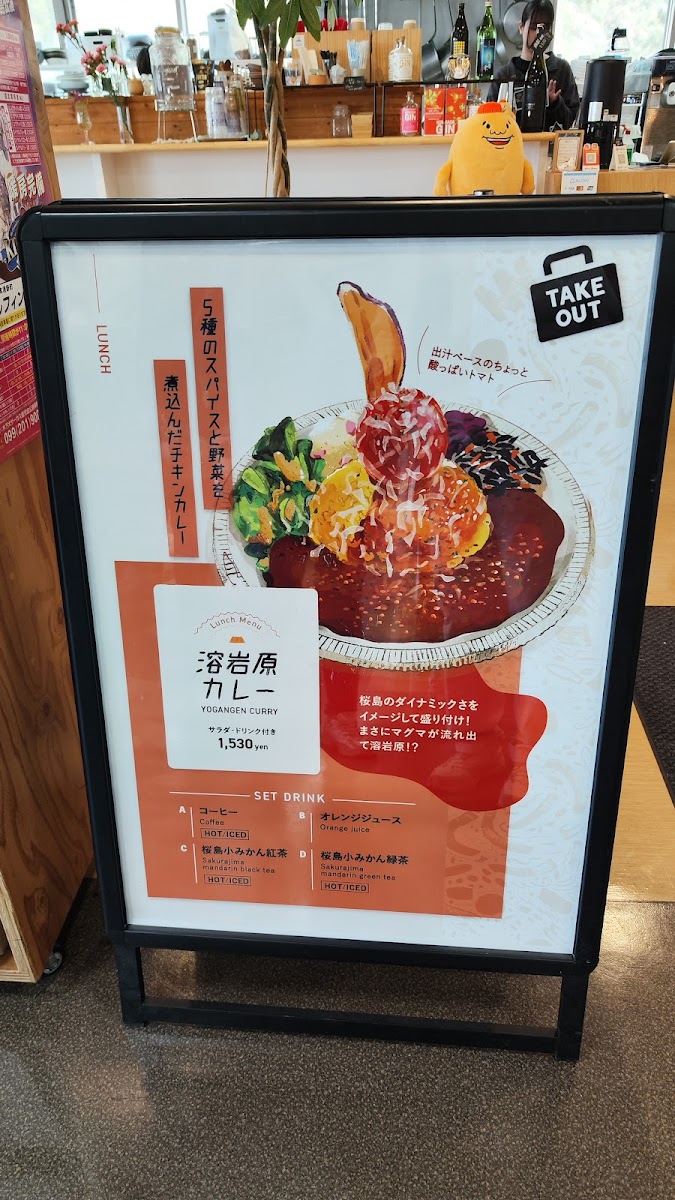 TAKE
OUT
LUNCH
5種のスパイスと野菜を
煮込んだチキンカレー
出汁ベースのちょっと
酸っぱいトマト
Lunch Menu
溶岩原
カレー
YOGANGEN CURRY
サラダ・ドリンク付き
1,530 yen
桜島のダイナミックさを
イメージして盛り付け!
まさにマグマが流れ出
て溶岩原!?
SET DRINK
A コーヒー
Coffee
HOT/ICED
B オレンジジュース
Orange juice
C 桜島小みかん紅茶
Sakurajima
mandarin black tea
HOT/ICED
D 桜島小みかん緑茶
Sakurajima
mandarin green tea
HOT/ICED